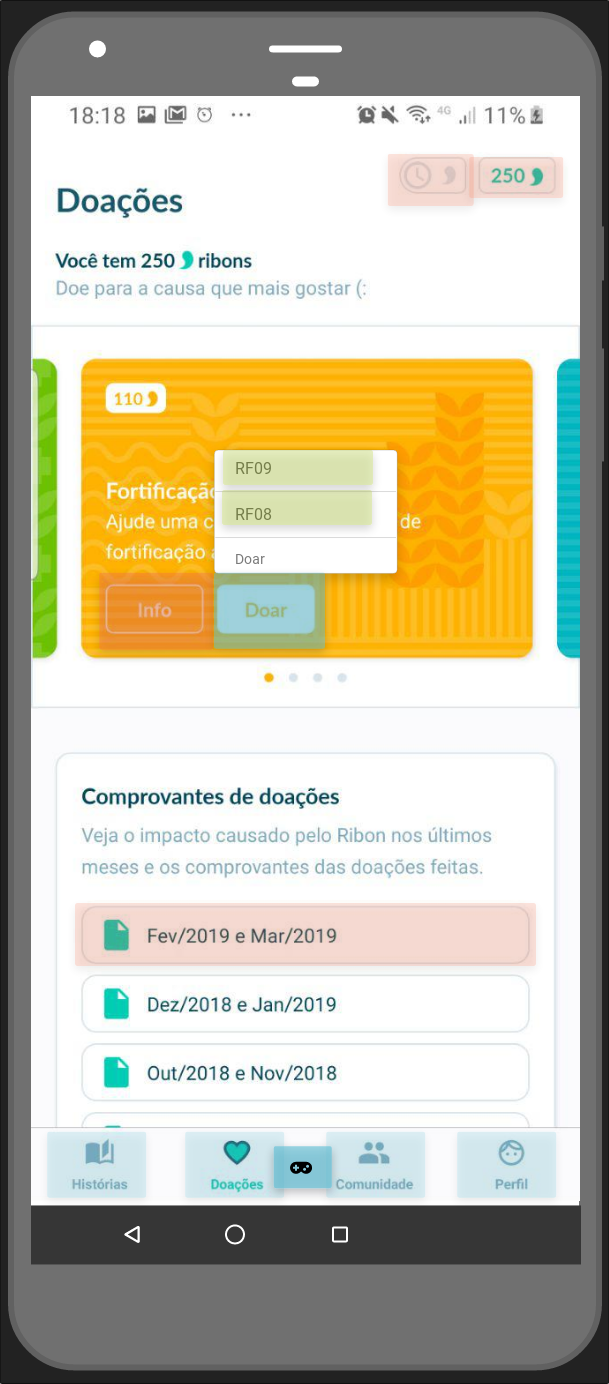 18:18
4G
11%
250
Doações
Você tem 250 ribons
Doe para a causa que mais gostar (:
110
RF09
RF08
Doar
Fortificaçã
Ajude uma c de
fortificação
Info
Doar
Comprovantes de doações
Veja o impacto causado pelo Ribon nos últimos
meses e os comprovantes das doações feitas.
Fev/2019 e Mar/2019
Dez/2018 e Jan/2019
Out/2018 e Nov/2018
Histórias
Doações
Comunidade
Perfil